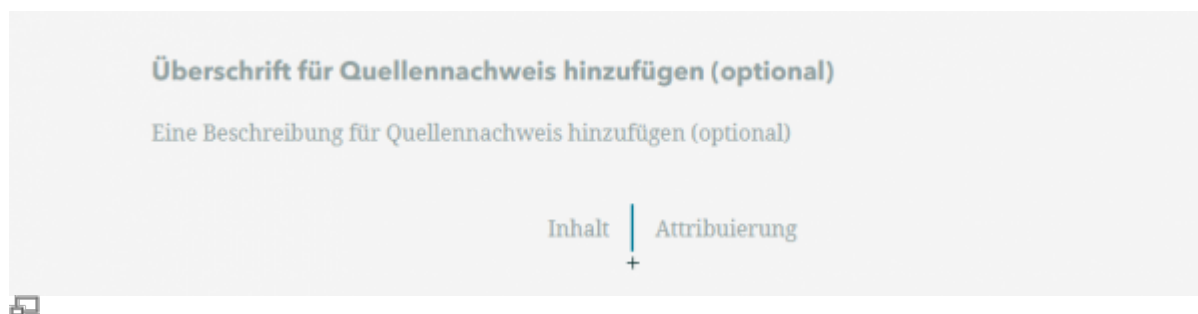 Überschrift für Quellennachweis hinzufügen (optional)
Eine Beschreibung für Quellennachweis hinzufügen (optional)
Inhalt Attribuierung
+